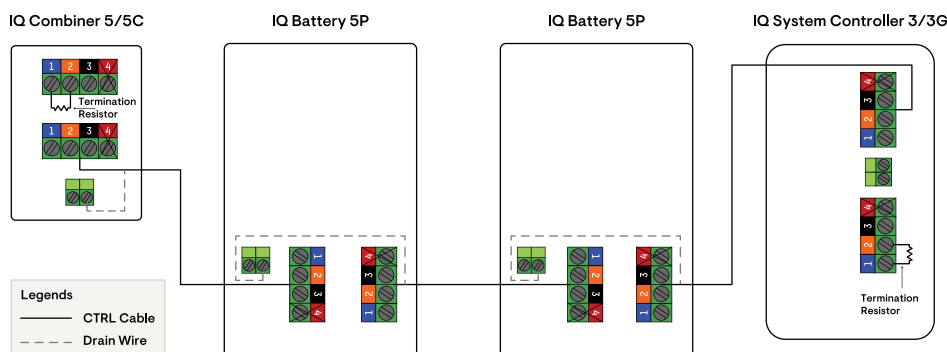 IQ Combiner 5/5C
IQ Battery 5P
IQ Battery 5P
IQ System Controller 3/3G
1 2 3 4
Termination
Resistor
1 2 3 4
1
2
3
4
4
3
2
1
1
2
3
4
4
3
2
1
4
3
2
1
4
3
2
1
Termination
Resistor
Legends
CTRL Cable
Drain Wire